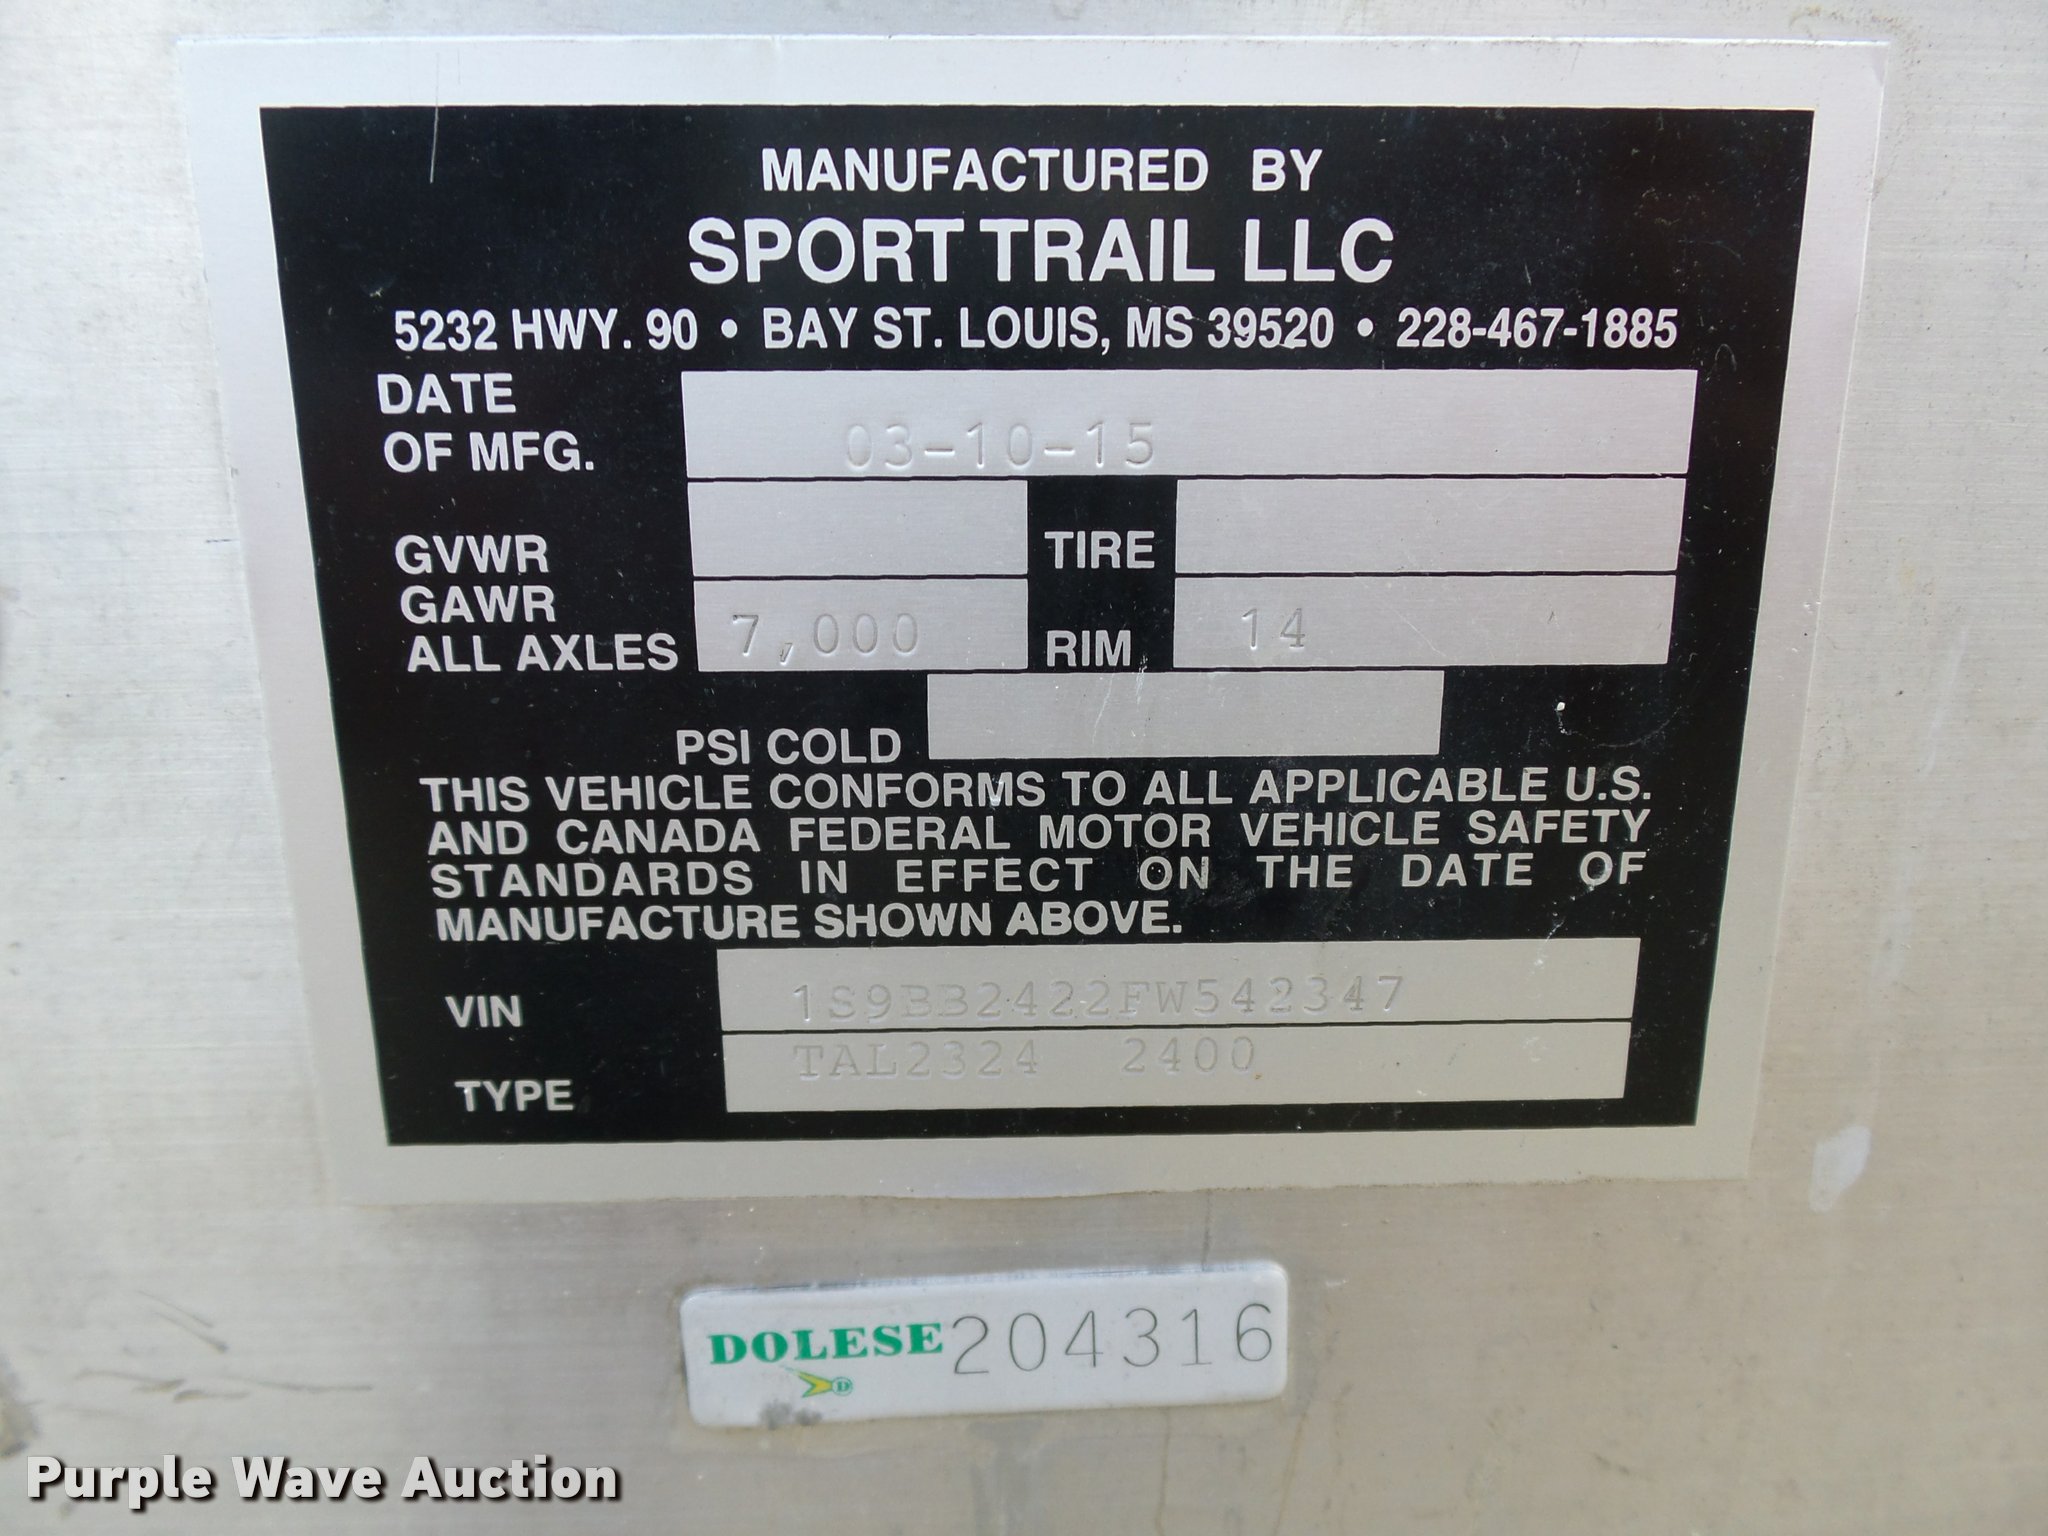 MANUFACTURED BY
SPORT TRAIL LLC
5232 HWY. 90 • BAY ST. LOUIS, MS 39520 • 228-467-1885
DATE
OF MFG. 03-10-15
GVWR TIRE
GAWR
ALL AXLES 7,000 RIM 14
PSI COLD
THIS VEHICLE CONFORMS TO ALL APPLICABLE U.S.
AND CANADA FEDERAL MOTOR VEHICLE SAFETY
STANDARDS IN EFFECT ON THE DATE OF
MANUFACTURE SHOWN ABOVE.
VIN 1S9BB2422FW542347
TYPE TAL2324 2400
DOLESE 204316
D
Purple Wave Auction